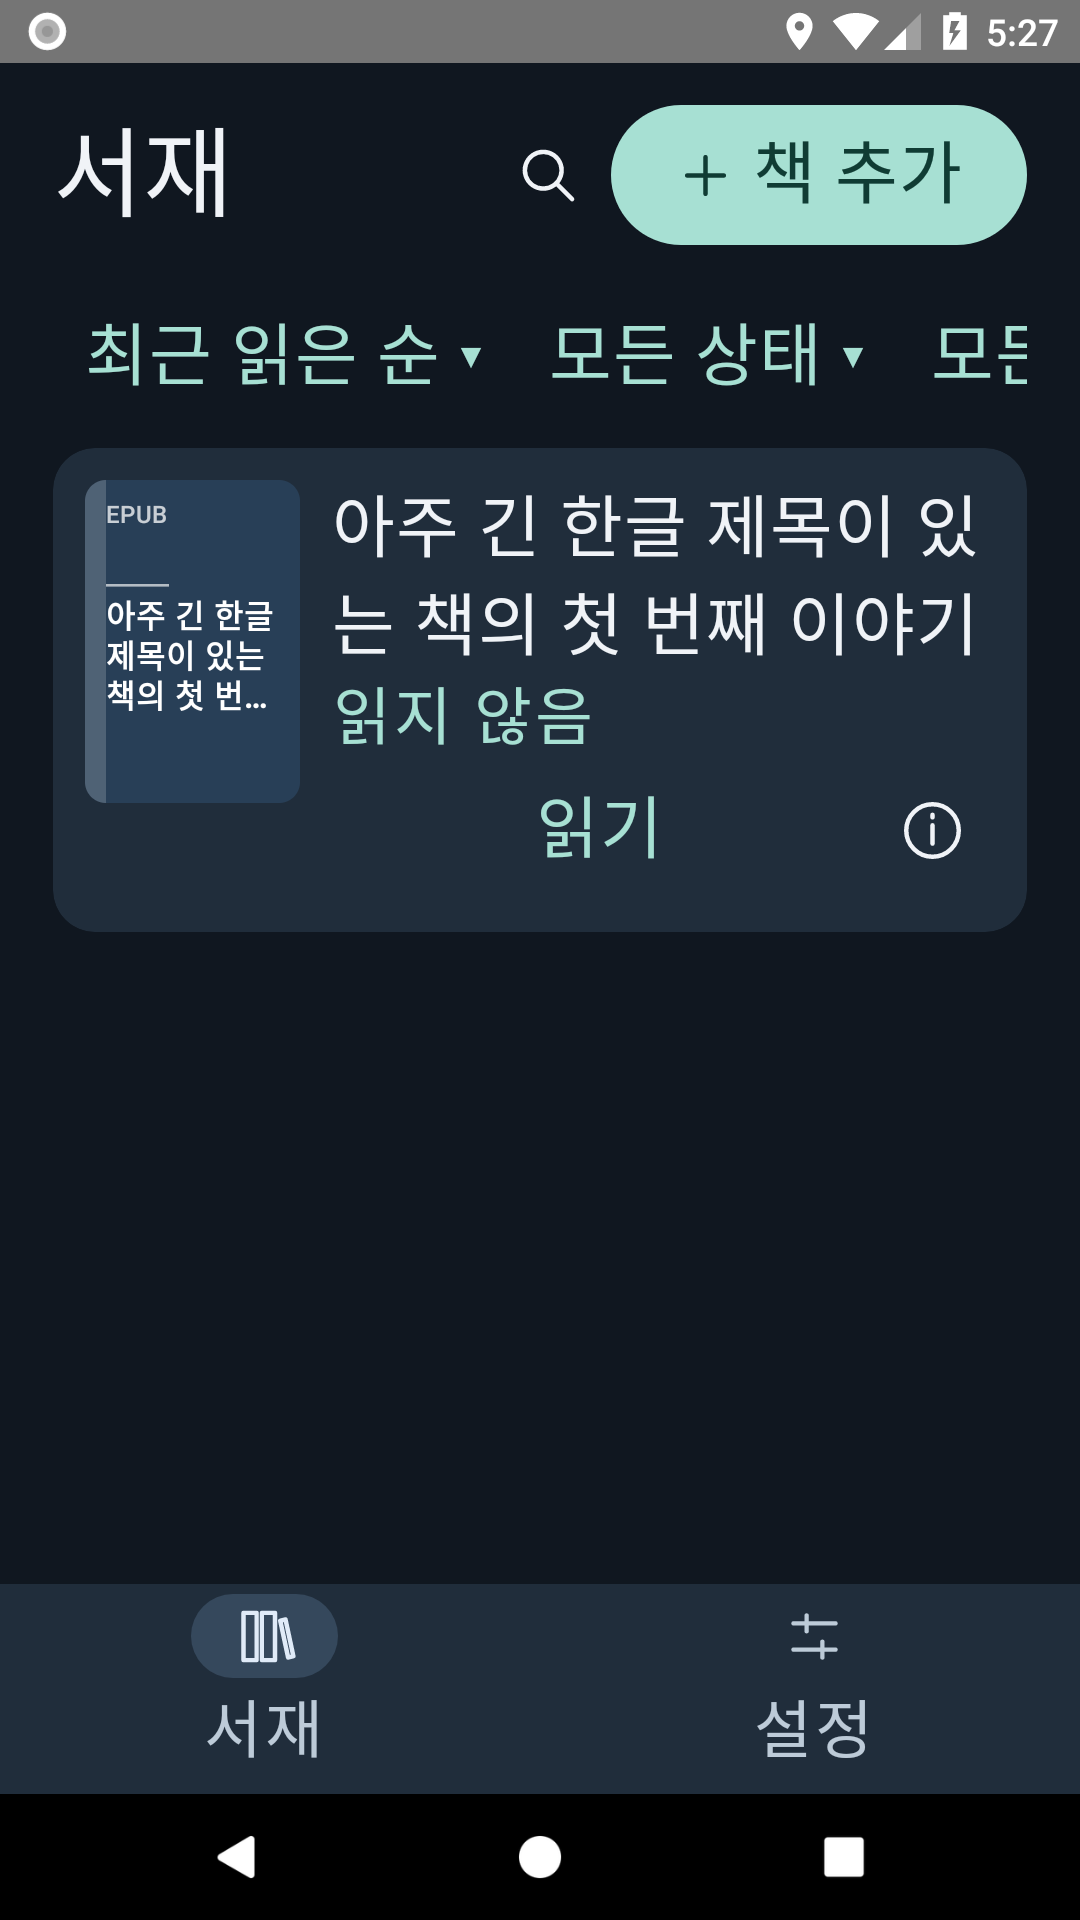 5:27
서재
책 추가
최근 읽은 순 ▾ 모든 상태 ▾ 모든
EPUB
아주 긴 한글
제목이 있는
책의 첫 번...
아주 긴 한글 제목이 있
는 책의 첫 번째 이야기
읽지 않음
읽기
서재 설정